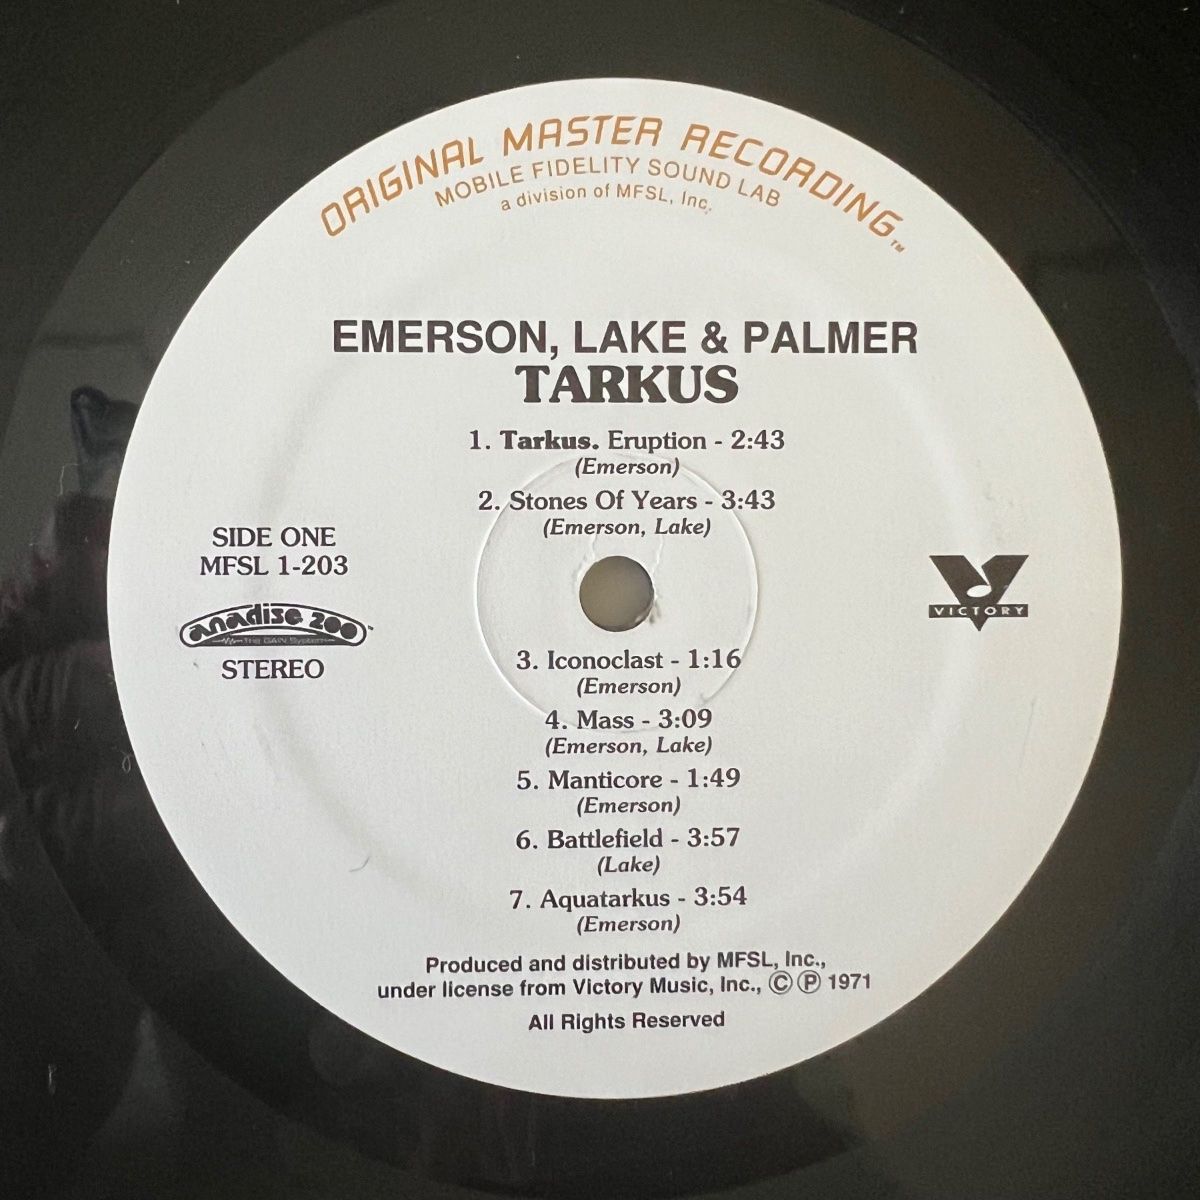 ORIGINAL MASTER RECORDING™
MOBILE FIDELITY SOUND LAB
a division of MFSL, Inc.
EMERSON, LAKE & PALMER
TARKUS
1. Tarkus. Eruption - 2:43
(Emerson)
2. Stones Of Years - 3:43
(Emerson, Lake)
SIDE ONE
MFSL 1-203
anadisc 200™
The GAIN System
STEREO
VICTORY
3. Iconoclast - 1:16
(Emerson)
4. Mass - 3:09
(Emerson, Lake)
5. Manticore - 1:49
(Emerson)
6. Battlefield - 3:57
(Lake)
7. Aquatarkus - 3:54
(Emerson)
Produced and distributed by MFSL, Inc.,
under license from Victory Music, Inc., Ⓒ Ⓟ 1971
All Rights Reserved